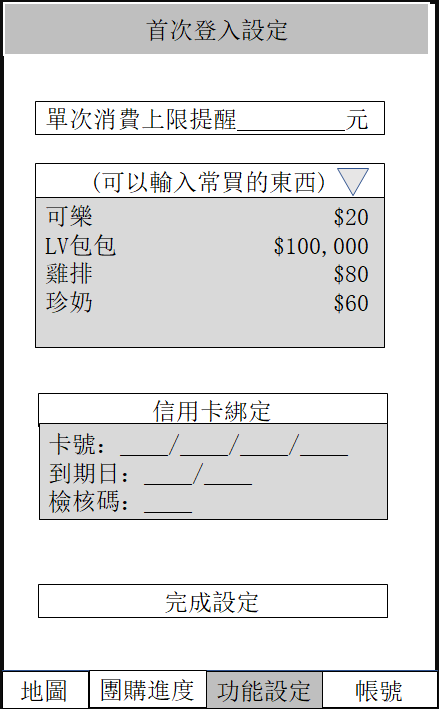 首次登入設定
單次消費上限提醒_________元
(可以輸入常買的東西)
可樂 $20
LV包包 $100,000
雞排 $80
珍奶 $60
信用卡綁定
卡號：____/____/____/____
到期日：____/____
檢核碼：____
完成設定
地圖 團購進度 功能設定 帳號